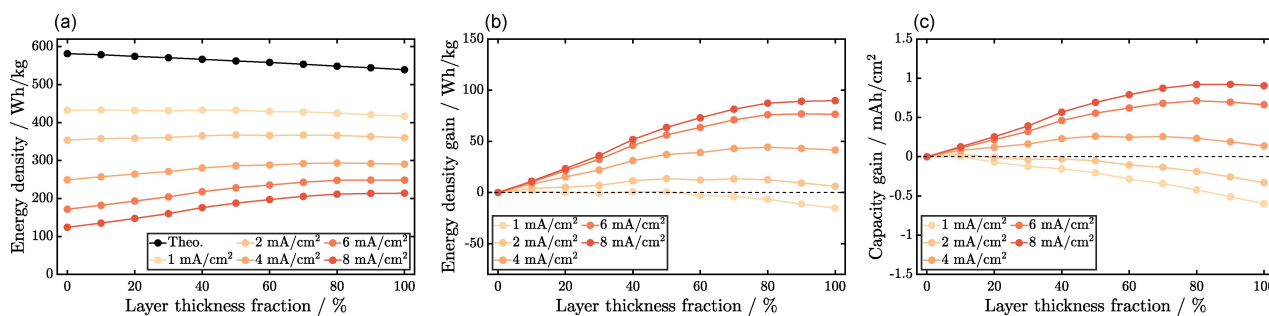 (a)
Energy density / Wh/kg
600
500
400
300
200
100
0
Theo.
1 mA/cm²
2 mA/cm²
4 mA/cm²
6 mA/cm²
8 mA/cm²
0 20 40 60 80 100
Layer thickness fraction / %
(b)
Energy density gain / Wh/kg
150
100
50
0
-50
1 mA/cm²
2 mA/cm²
4 mA/cm²
6 mA/cm²
8 mA/cm²
0 20 40 60 80 100
Layer thickness fraction / %
(c)
Capacity gain / mAh/cm²
1.5
1
0.5
0
-0.5
-1
-1.5
1 mA/cm²
2 mA/cm²
4 mA/cm²
6 mA/cm²
8 mA/cm²
0 20 40 60 80 100
Layer thickness fraction / %